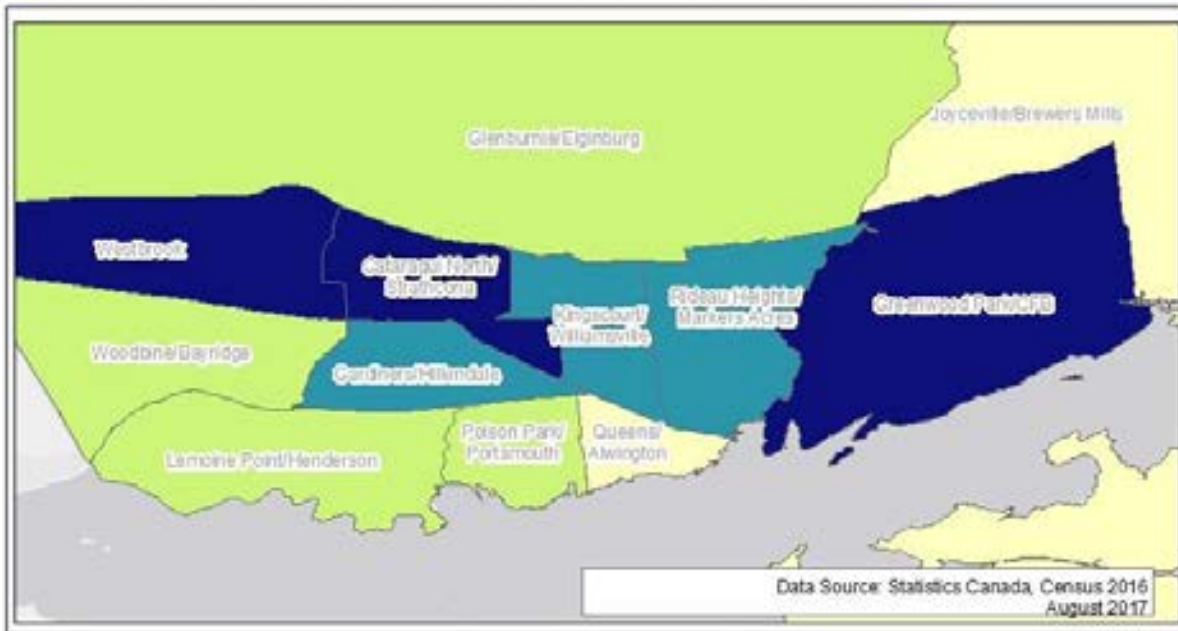 Joyceville/Brewers Mills
Glenburnie/Elginburg
Westbrook
Cataraqui North/
Strathcona
Rideau Heights/
Markers Acres
Greenwood Park/CFB
Kingscourt/
Williamsville
Woodbine/Bayridge
Gardiners/Hillendale
Polson Park/
Portsmouth
Queens/
Alwington
Lemoine Point/Henderson
Data Source: Statistics Canada, Census 2016
August 2017